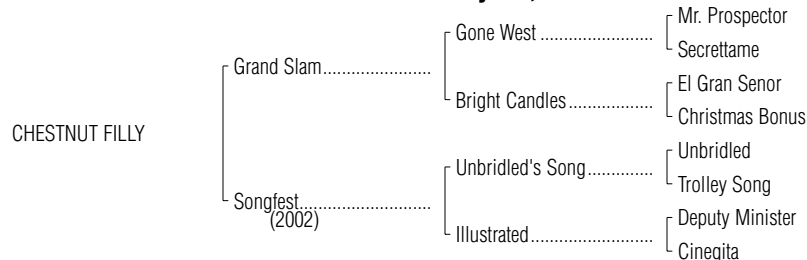 Mr. Prospector
Gone West ........................
Secrettame
Grand Slam.......................
El Gran Senor
Bright Candles.................
Christmas Bonus
CHESTNUT FILLY
Unbridled
Unbridled's Song..............
Trolley Song
Songfest...........................
(2002)
Deputy Minister
Illustrated..........................
Cinegita